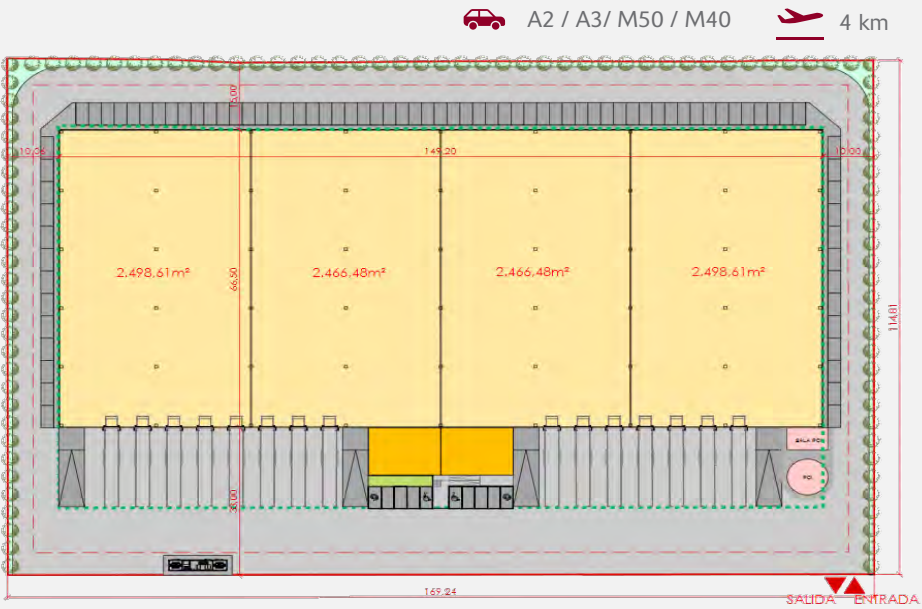 A2 / A3/ M50 / M40
4 km
15,00
10,06
149,20
10,00
2.498,61m²
2.466,48m²
2.466,48m²
2.498,61m²
66,50
114,81
SALA PCI
PCI
35,00
169,24
SALIDA
ENTRADA